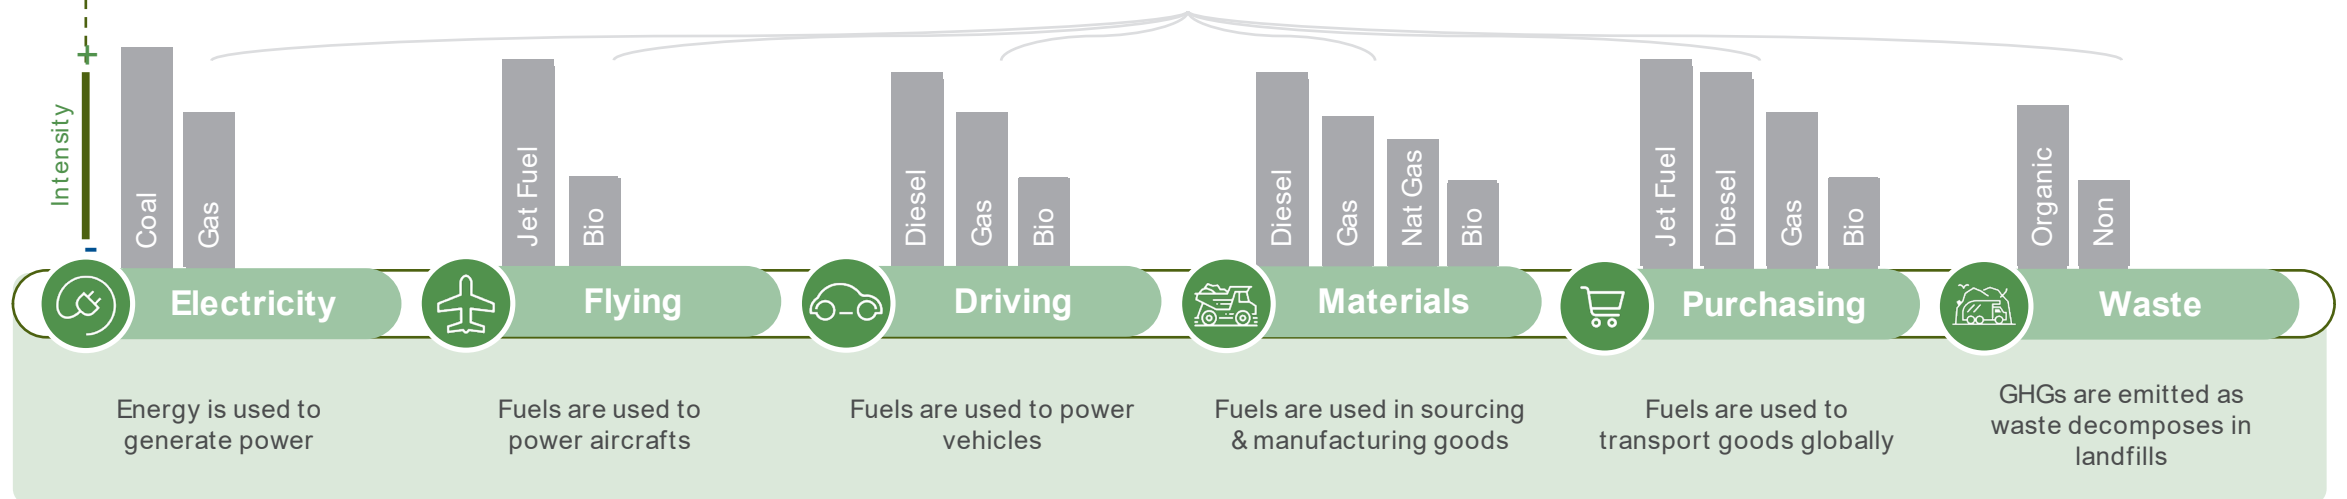 +
Intensity
-
Coal
Gas
Jet Fuel
Bio
Diesel
Gas
Bio
Diesel
Gas
Nat Gas
Bio
Jet Fuel
Diesel
Gas
Bio
Organic
Non
Electricity
Flying
Driving
Materials
Purchasing
Waste
Energy is used to
generate power
Fuels are used to
power aircrafts
Fuels are used to power
vehicles
Fuels are used in sourcing
& manufacturing goods
Fuels are used to
transport goods globally
GHGs are emitted as
waste decomposes in
landfills